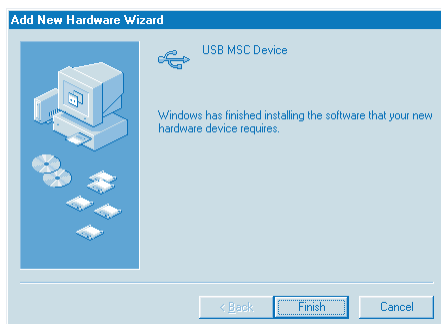 Add New Hardware Wizard
USB MSC Device
Windows has finished installing the software that your new
hardware device requires.
< Back
Finish
Cancel